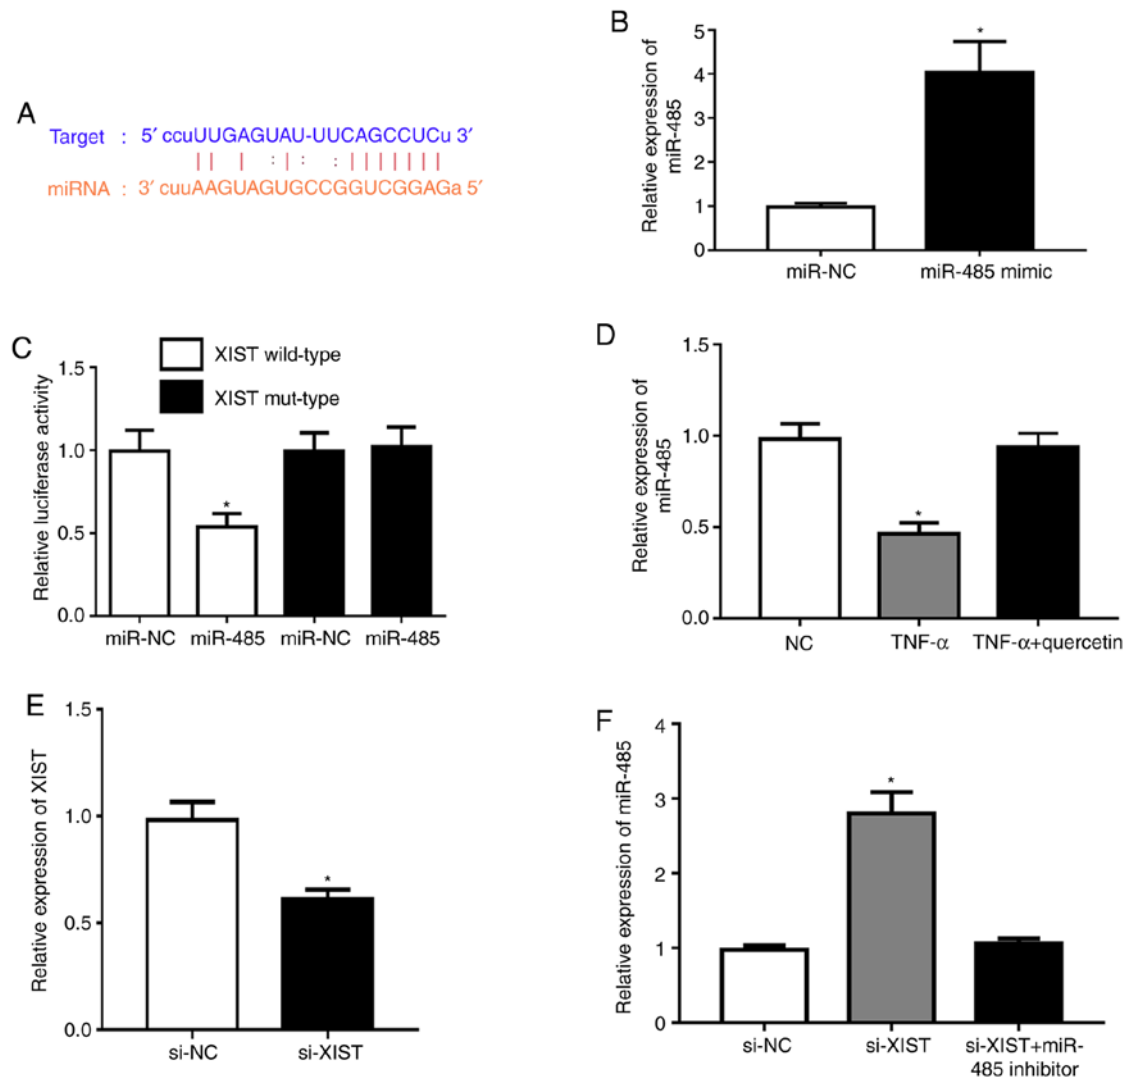 A
Target : 5′ ccuUUGAGUAU-UUCAGCCUCu 3′
|| | :|: :|||||||
miRNA : 3′ cuuAAGUAGUGCCGGUCGGAGa 5′
B
Relative expression of
miR-485
5
4
3
2
1
0
*
miR-NC
miR-485 mimic
C
XIST wild-type
XIST mut-type
Relative luciferase activity
1.5
1.0
0.5
0.0
*
miR-NC
miR-485
miR-NC
miR-485
D
Relative expression of
miR-485
1.5
1.0
0.5
0.0
*
NC
TNF-α
TNF-α+quercetin
E
Relative expression of XIST
1.5
1.0
0.5
0.0
*
si-NC
si-XIST
F
Relative expression of miR-485
4
3
2
1
0
*
si-NC
si-XIST
si-XIST+miR-
485 inhibitor